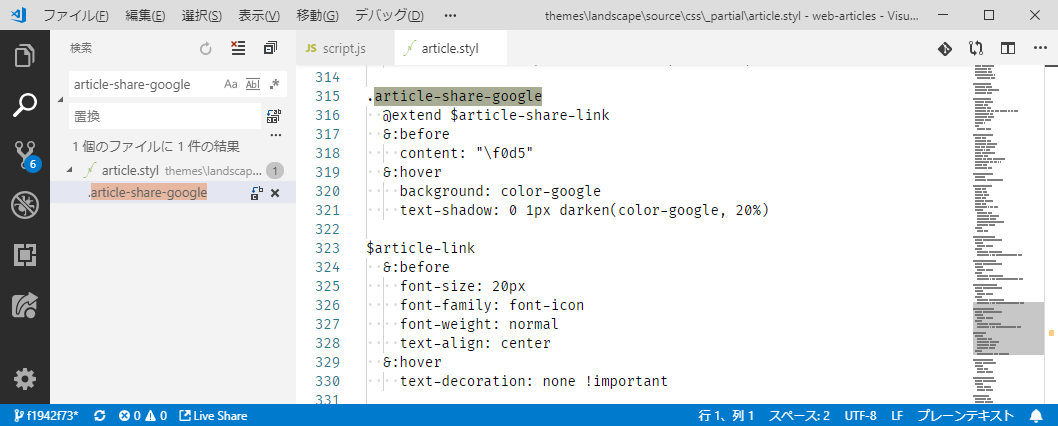 ファイル(F) 編集(E) 選択(S) 表示(V) 移動(G) デバッグ(D) ••• themes\landscape\source\css\_partial\article.styl - web-articles - Visu...
検索
article-share-google Aa Abl .*
置換
1 個のファイルに 1 件の結果
article.styl themes\landscap... 1
.article-share-google
6
JS script.js article.styl
314
315 .article-share-google
316 @extend $article-share-link
317 &:before
318 content: "\f0d5"
319 &:hover
320 background: color-google
321 text-shadow: 0 1px darken(color-google, 20%)
322
323 $article-link
324 &:before
325 font-size: 20px
326 font-family: font-icon
327 font-weight: normal
328 text-align: center
329 &:hover
330 text-decoration: none !important
331
f1942f73* 0 0 Live Share 行 1、列 1 スペース: 2 UTF-8 LF プレーンテキスト